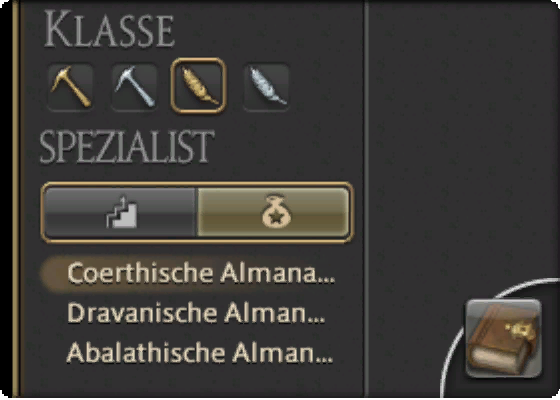 KLASSE
SPEZIALIST
Coerthische Almana...
Dravanische Alman...
Abalathische Alman...